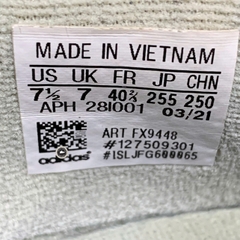 MADE IN VIETNAM
US UK FR JP CHN
7½ 7 40⅔ 255 250
APH 281001 03/21
ART FX9448
#127509301
adidas #ISLJFG600065